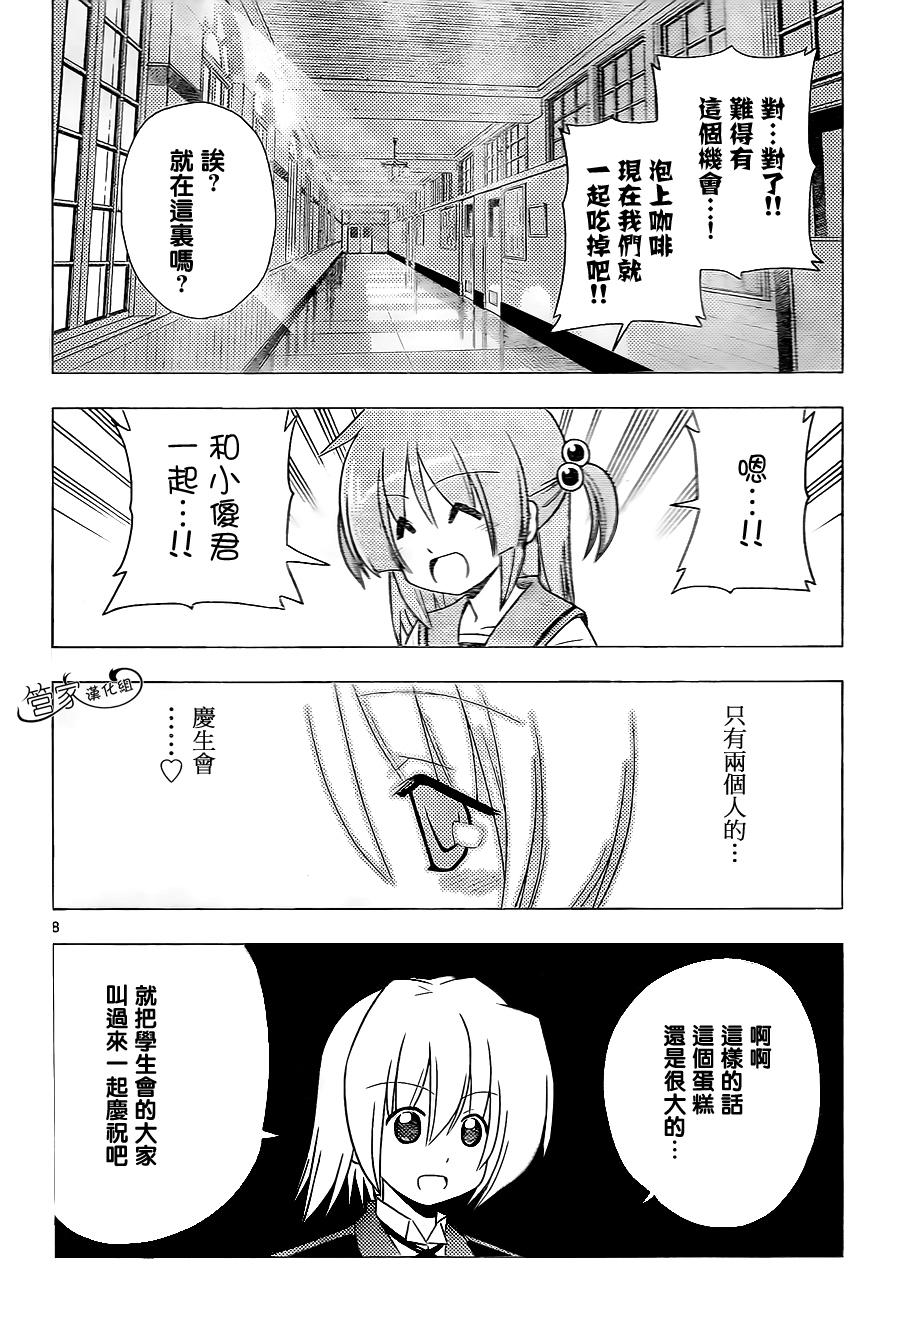 對…對了!!
難得有
這個機會…!
泡上咖啡
現在我們就
一起吃掉吧!!
誒?
就在這裏嗎?
嗯…!!
和小傻君
一起…!!
只有兩個人的…
慶生會
……♡
管家
漢化組
8
啊啊
這樣的話
這個蛋糕
還是很大的…
就把學生會的大家
叫過來一起慶祝吧